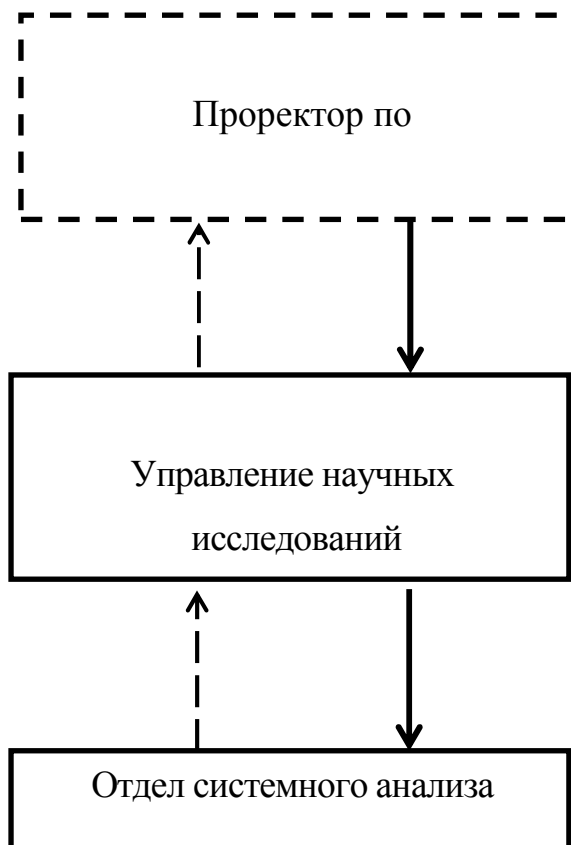 Проректор по
Управление научных
исследований
Отдел системного анализа